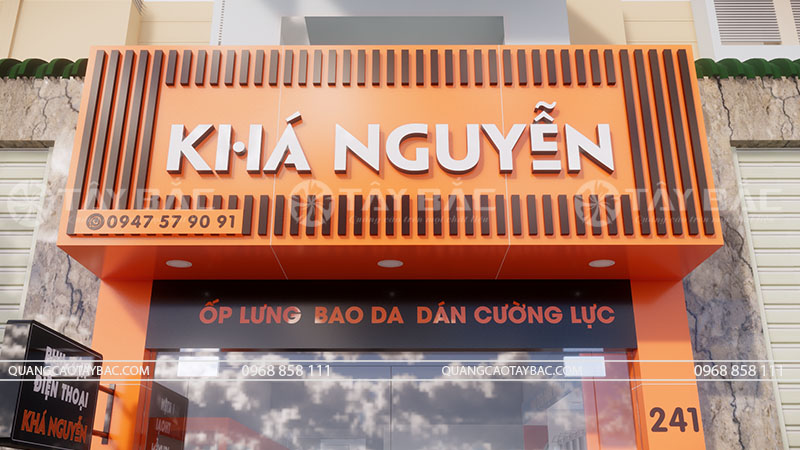 KHÁ NGUYỄN
TÂY BẮC TÂY BẮC TÂY BẮC
0947 57 90 91
ỐP LƯNG BAO DA DÁN CƯỜNG LỰC
ĐIỆN THOẠI
KHÁ NGUYỄN
QUANGCAOTAYBAC.COM 0968 858 111 QUANGCAOTAYBAC.COM 0968 858 111
241